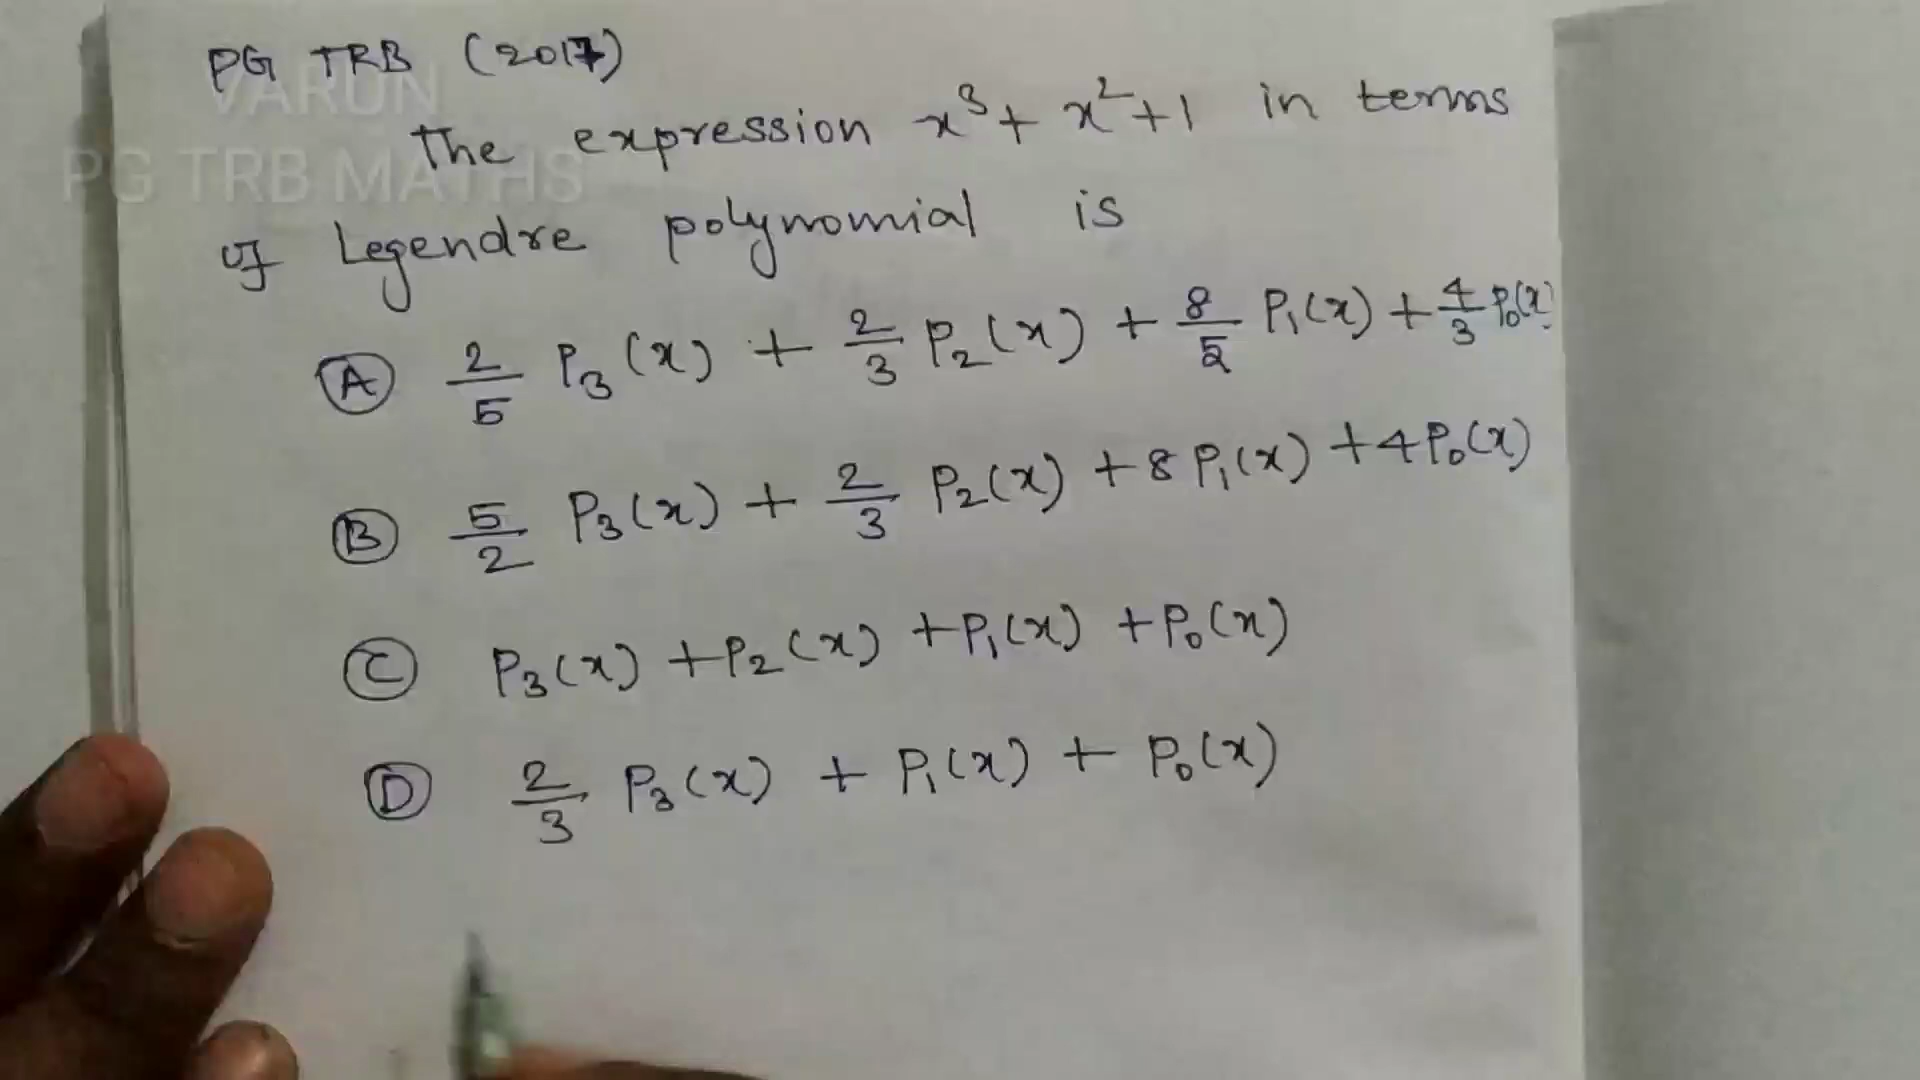 PG TRB (2017)
VARUN
PG TRB MATHS
The expression x³ + x² + 1 in terms
of Legendre polynomial is
(A) 2/5 P₃(x) + 2/3 P₂(x) + 8/5 P₁(x) + 4/3 P₀(x)
(B) 5/2 P₃(x) + 2/3 P₂(x) + 8 P₁(x) + 4 P₀(x)
(C) P₃(x) + P₂(x) + P₁(x) + P₀(x)
(D) 2/3 P₃(x) + P₁(x) + P₀(x)